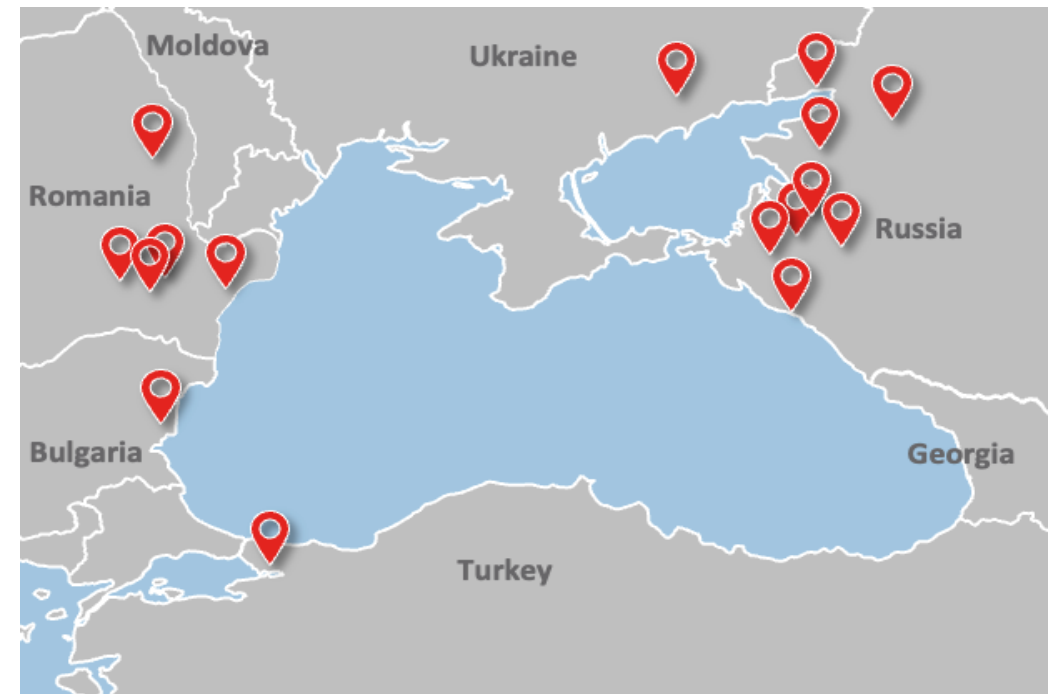 Moldova
Ukraine
Romania
Russia
Bulgaria
Georgia
Turkey